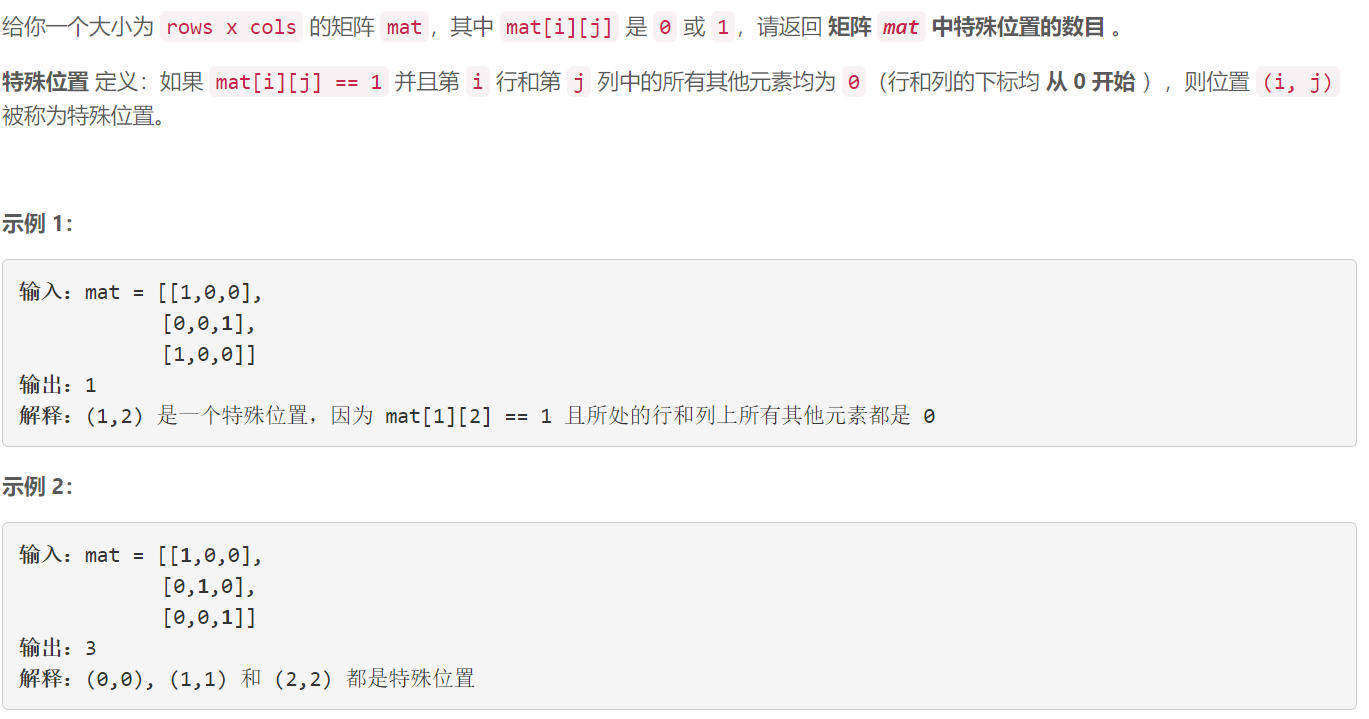 给你一个大小为 rows x cols 的矩阵 mat，其中 mat[i][j] 是 0 或 1，请返回 矩阵 mat 中特殊位置的数目 。
特殊位置 定义：如果 mat[i][j] == 1 并且第 i 行和第 j 列中的所有其他元素均为 0（行和列的下标均 从 0 开始 ），则位置 (i, j)
被称为特殊位置。
示例 1：
输入：mat = [[1,0,0],
[0,0,1],
[1,0,0]]
输出：1
解释：(1,2) 是一个特殊位置，因为 mat[1][2] == 1 且所处的行和列上所有其他元素都是 0
示例 2：
输入：mat = [[1,0,0],
[0,1,0],
[0,0,1]]
输出：3
解释：(0,0), (1,1) 和 (2,2) 都是特殊位置